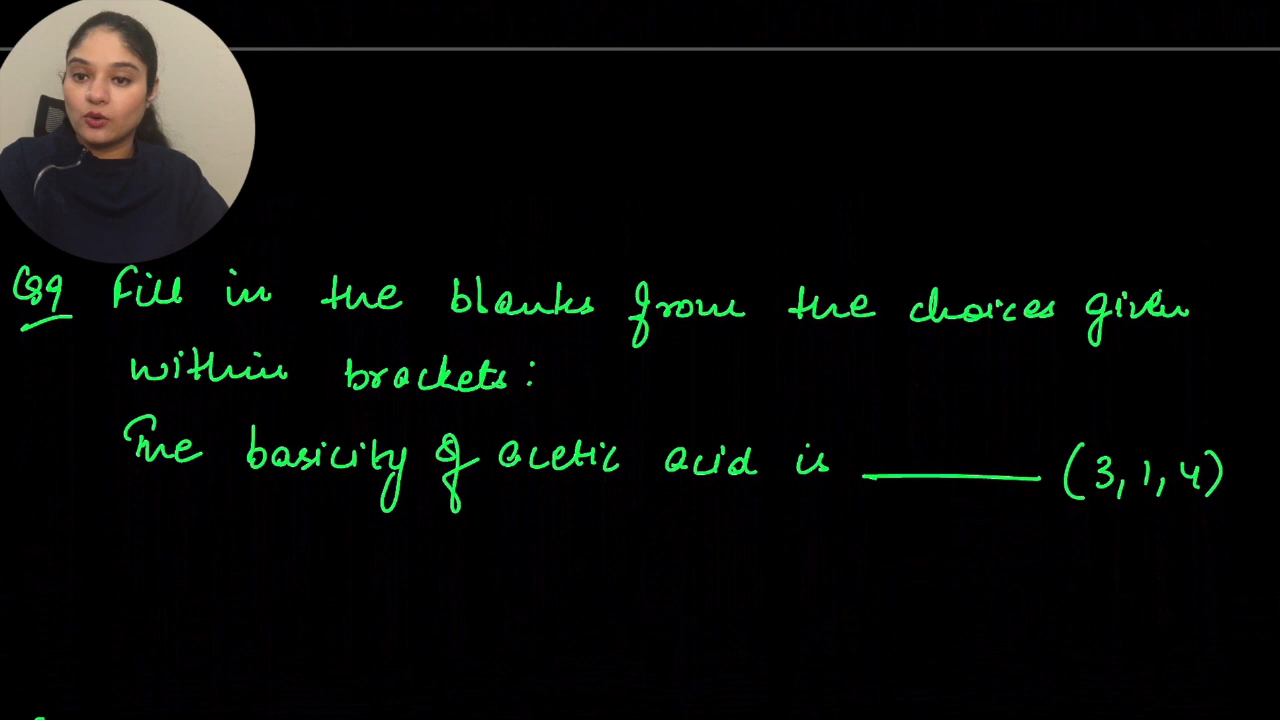 Q9 Fill in the blanks from the choices given
within brackets:
The basicity of acetic acid is ________ (3, 1, 4)